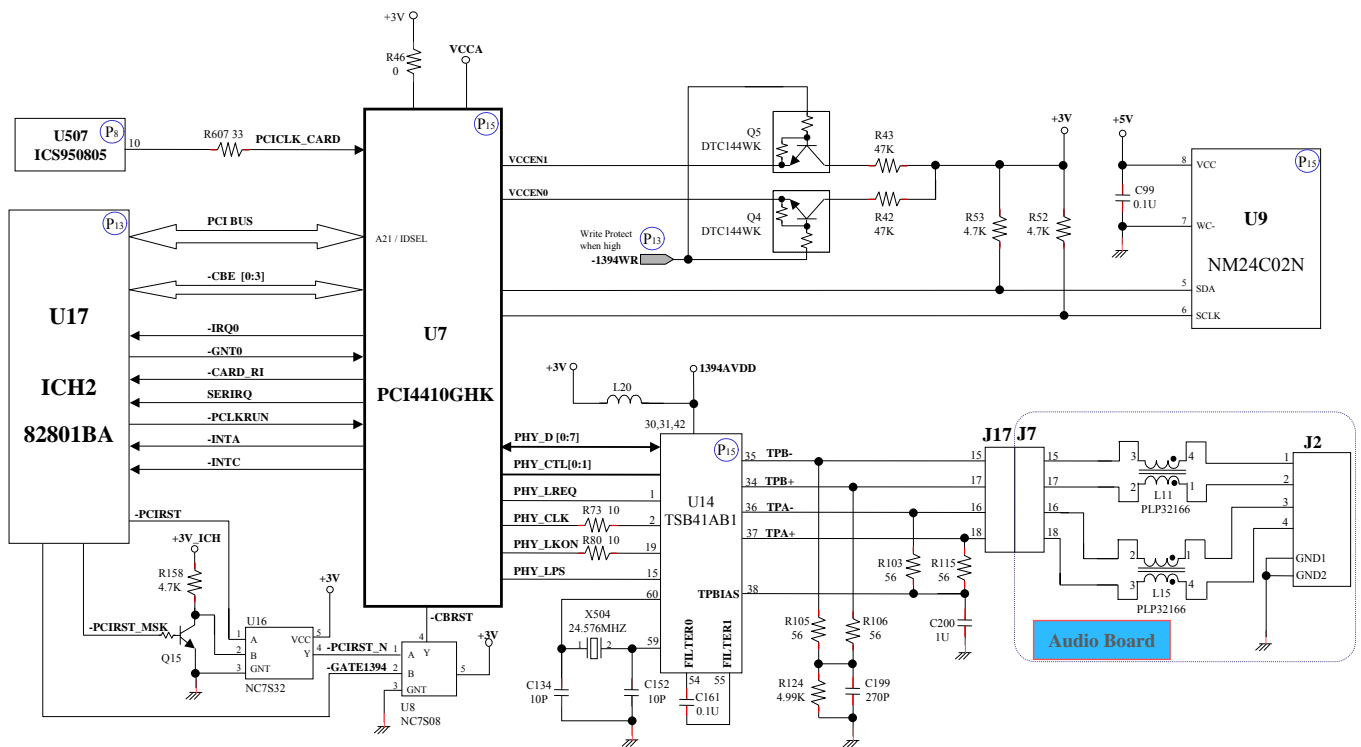 +3V
R46
0
VCCA
U507
ICS950805
P8
10
R607 33
PCICLK_CARD
P15
U7
PCI4410GHK
A21 / IDSEL
P13
U17
ICH2
82801BA
PCI BUS
-CBE [0:3]
-IRQ0
-GNT0
-CARD_RI
SERIRQ
-PCLKRUN
-INTA
-INTC
-PCIRST
+3V_ICH
R158
4.7K
-PCIRST_MSK
Q15
U16
1
A
2
B
3
GNT
VCC
5
Y
4
NC7S32
+3V
-PCIRST_N
-GATE1394
-CBRST
4
Y
1
A
2
B
3
GNT
5
+3V
U8
NC7S08
VCCEN1
VCCEN0
Q5
DTC144WK
Q4
DTC144WK
R43
47K
R42
47K
Write Protect
when high
P13
-1394WR
+3V
R53
4.7K
R52
4.7K
+5V
C99
0.1U
P15
8
VCC
7
WC-
U9
NM24C02N
5
SDA
6
SCLK
+3V
L20
1394AVDD
30,31,42
P15
U14
TSB41AB1
PHY_D [0:7]
PHY_CTL[0:1]
PHY_LREQ
1
PHY_CLK
R73 10
2
PHY_LKON
R80 10
19
PHY_LPS
15
60
X504
24.576MHZ
1
2
59
C134
10P
C152
10P
FILTER0
FILTER1
54
55
C161
0.1U
35
TPB-
34
TPB+
36
TPA-
37
TPA+
TPBIAS
38
R103
56
R115
56
R105
56
R106
56
C200
1U
R124
4.99K
C199
270P
J17
J7
15
17
16
18
15
17
16
18
3
4
2
1
L11
PLP32166
2
1
3
4
L15
PLP32166
J2
1
2
3
4
GND1
GND2
Audio Board